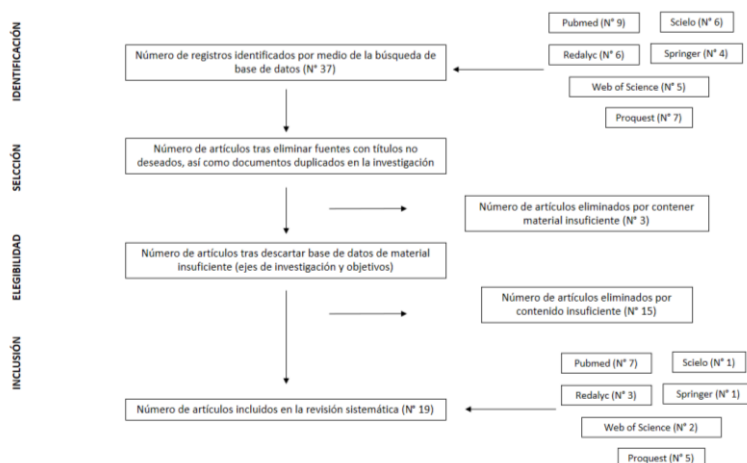 IDENTIFICACIÓN
Número de registros identificados por medio de la búsqueda de
base de datos (N° 37)
Pubmed (N° 9)
Scielo (N° 6)
Redalyc (N° 6)
Springer (N° 4)
Web of Science (N° 5)
Proquest (N° 7)
SELCCIÓN
Número de artículos tras eliminar fuentes con títulos no
deseados, así como documentos duplicados en la investigación
Número de artículos eliminados por contener
material insuficiente (N° 3)
ELEGIBILIDAD
Número de artículos tras descartar base de datos de material
insuficiente (ejes de investigación y objetivos)
Número de artículos eliminados por
contenido insuficiente (N° 15)
INCLUSIÓN
Número de artículos incluidos en la revisión sistemática (N° 19)
Pubmed (N° 7)
Scielo (N° 1)
Redalyc (N° 3)
Springer (N° 1)
Web of Science (N° 2)
Proquest (N° 5)